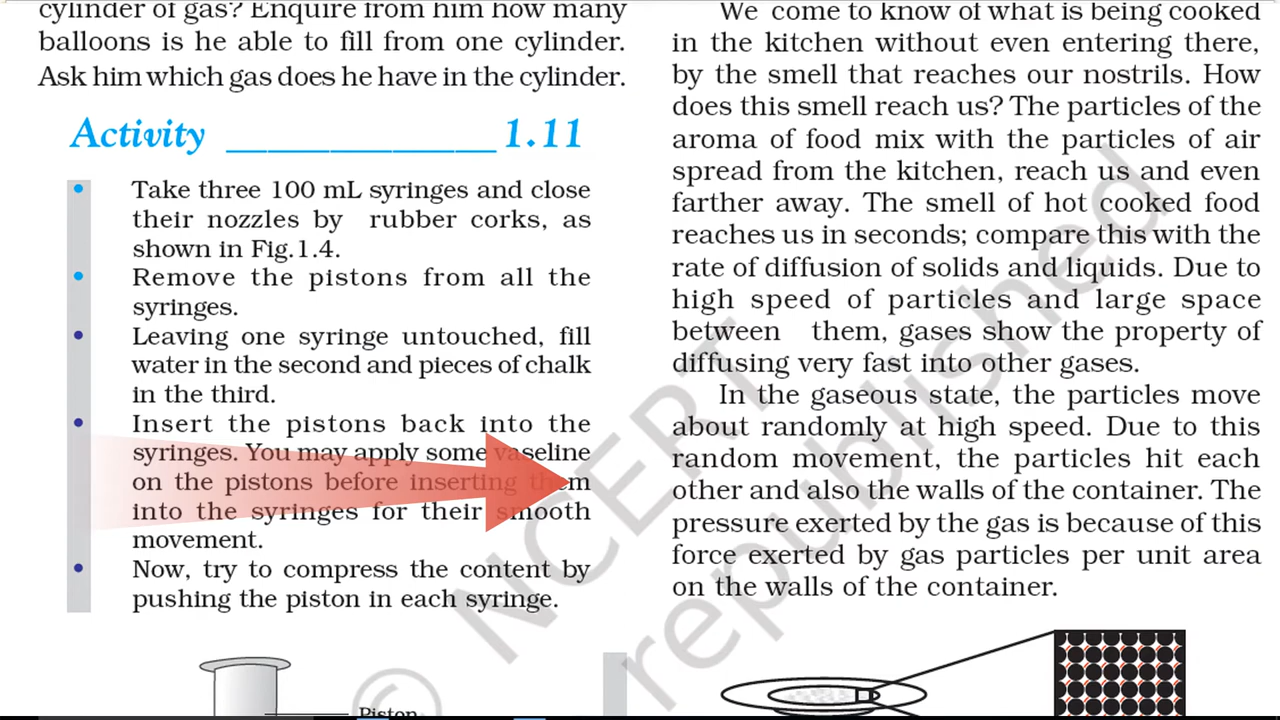 cylinder of gas? Enquire from him how many
balloons is he able to fill from one cylinder.
Ask him which gas does he have in the cylinder.
Activity ______________ 1.11
• Take three 100 mL syringes and close
their nozzles by rubber corks, as
shown in Fig.1.4.
• Remove the pistons from all the
syringes.
• Leaving one syringe untouched, fill
water in the second and pieces of chalk
in the third.
• Insert the pistons back into the
syringes. You may apply some vaseline
on the pistons before inserting them
into the syringes for their smooth
movement.
• Now, try to compress the content by
pushing the piston in each syringe.
Piston
We come to know of what is being cooked
in the kitchen without even entering there,
by the smell that reaches our nostrils. How
does this smell reach us? The particles of the
aroma of food mix with the particles of air
spread from the kitchen, reach us and even
farther away. The smell of hot cooked food
reaches us in seconds; compare this with the
rate of diffusion of solids and liquids. Due to
high speed of particles and large space
between them, gases show the property of
diffusing very fast into other gases.
In the gaseous state, the particles move
about randomly at high speed. Due to this
random movement, the particles hit each
other and also the walls of the container. The
pressure exerted by the gas is because of this
force exerted by gas particles per unit area
on the walls of the container.
© NCERT
republished